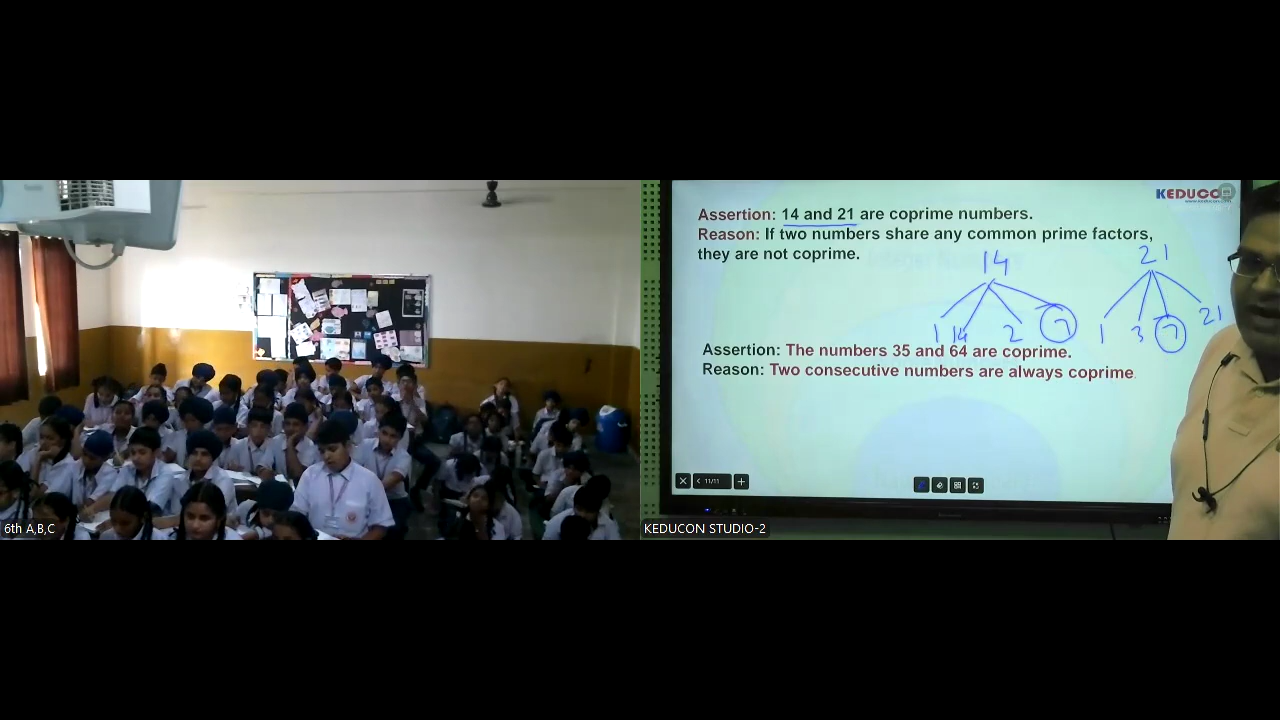 KEDUCO
Assertion: 14 and 21 are coprime numbers.
Reason: If two numbers share any common prime factors,
they are not coprime.
14
21
1 14 2 7
1 3 7 21
Assertion: The numbers 35 and 64 are coprime.
Reason: Two consecutive numbers are always coprime
11/11
6th A,B,C
KEDUCON STUDIO-2